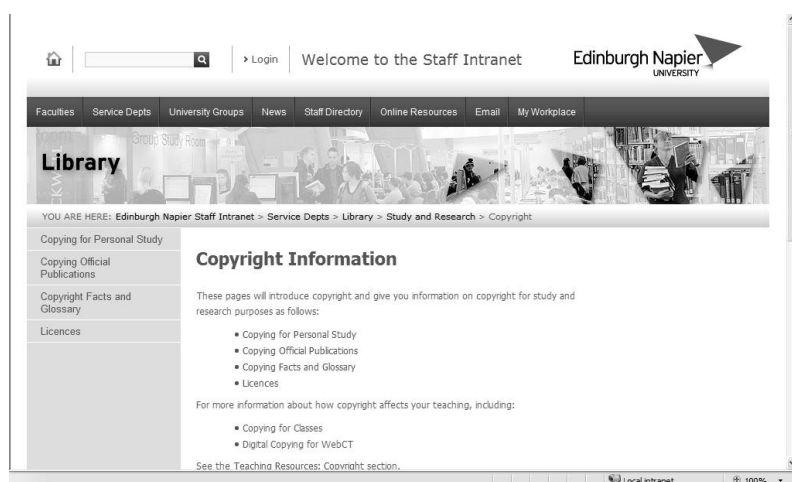 > Login
Welcome to the Staff Intranet
Edinburgh Napier
UNIVERSITY
Faculties Service Depts University Groups News Staff Directory Online Resources Email My Workplace
Group Study Room
Library
YOU ARE HERE: Edinburgh Napier Staff Intranet > Service Depts > Library > Study and Research > Copyright
Copying for Personal Study
Copying Official
Publications
Copyright Facts and
Glossary
Licences
Copyright Information
These pages will introduce copyright and give you information on copyright for study and
research purposes as follows:
• Copying for Personal Study
• Copying Official Publications
• Copying Facts and Glossary
• Licences
For more information about how copyright affects your teaching, including:
• Copying for Classes
• Digital Copying for WebCT
See the Teaching Resources: Copyright section.
Local intranet
100%